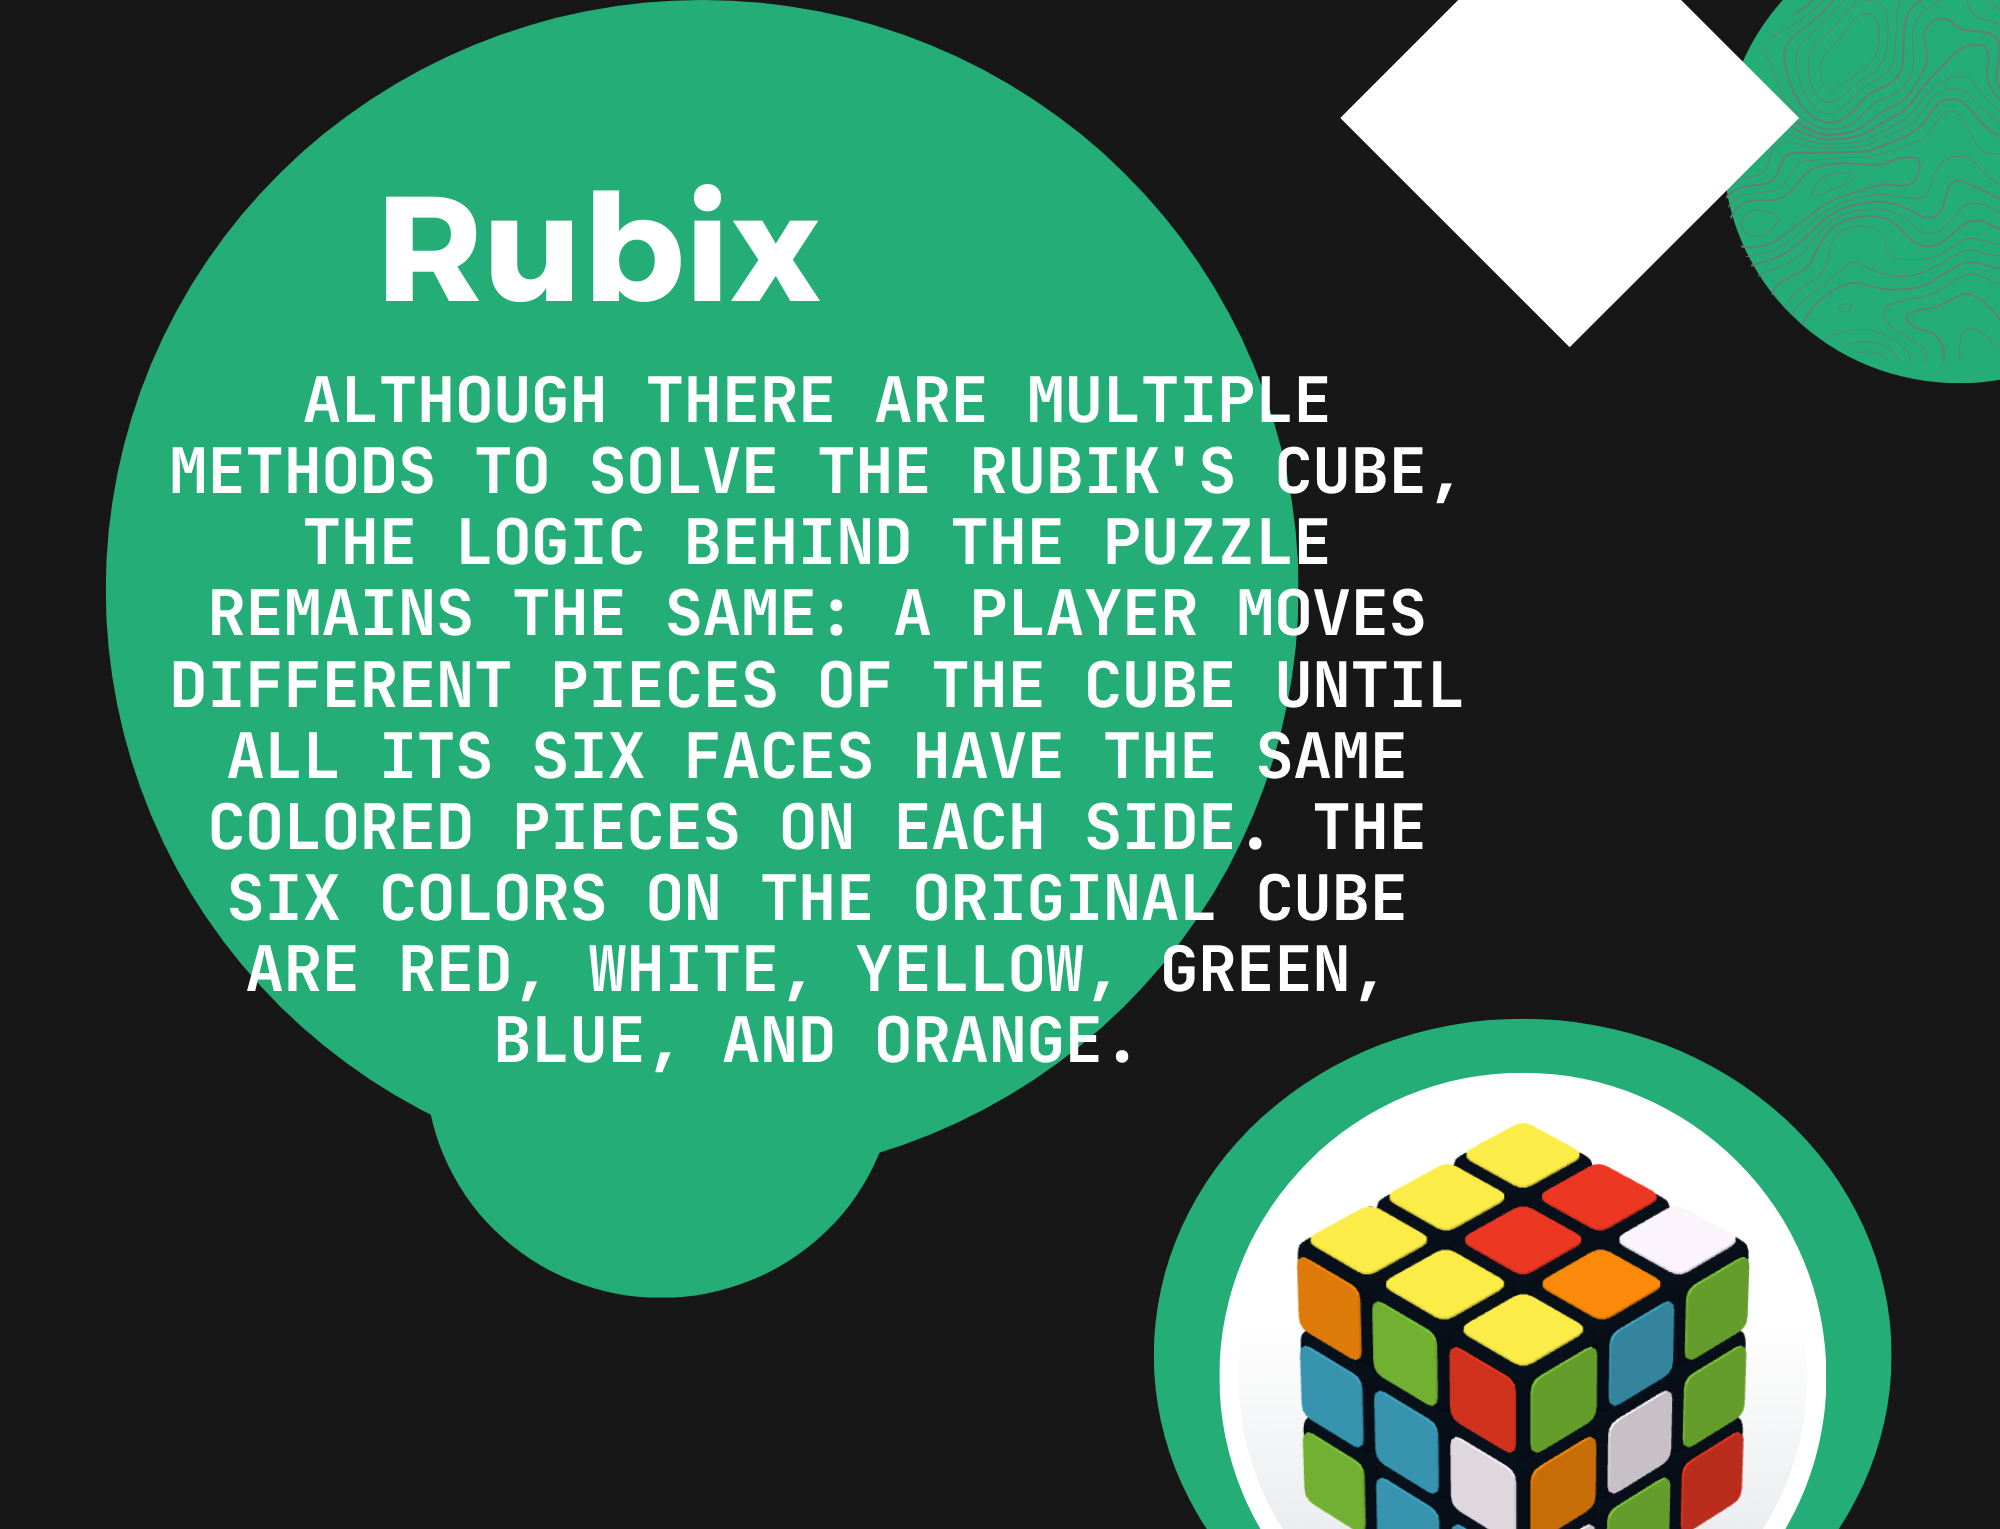 Rubix
ALTHOUGH THERE ARE MULTIPLE
METHODS TO SOLVE THE RUBIK'S CUBE,
THE LOGIC BEHIND THE PUZZLE
REMAINS THE SAME: A PLAYER MOVES
DIFFERENT PIECES OF THE CUBE UNTIL
ALL ITS SIX FACES HAVE THE SAME
COLORED PIECES ON EACH SIDE. THE
SIX COLORS ON THE ORIGINAL CUBE
ARE RED, WHITE, YELLOW, GREEN,
BLUE, AND ORANGE.